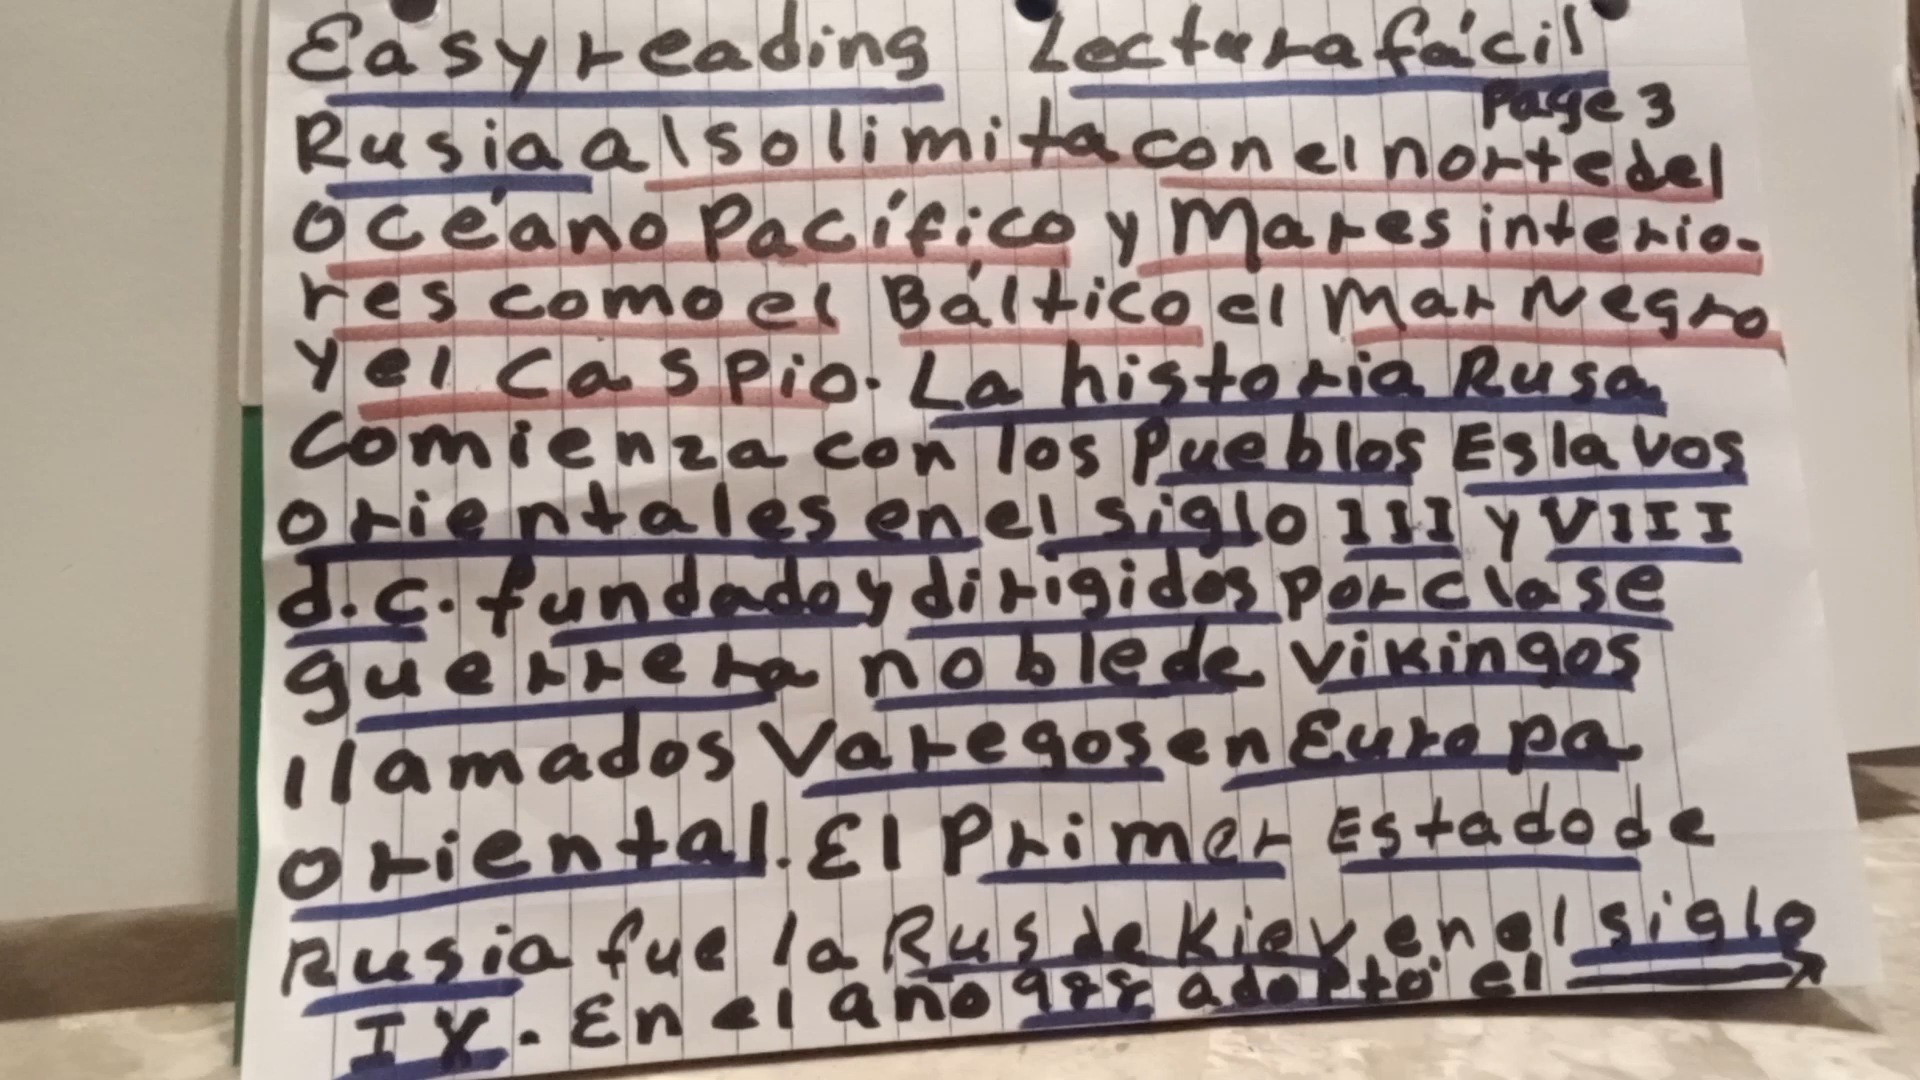 Easy reading Lectura fácil
Page 3
Rusia also limita con el norte del
océano Pacífico y Mares interio-
res como el Báltico el Mar Negro
y el Caspio. La historia Rusa
Comienza con los Pueblos Eslavos
orientales en el siglo III y VIII
d.C. fundado y dirigidos por clase
guerrera noble de vikingos
llamados Varegos en Europa
oriental. El Primer Estado de
Rusia fue la Rus de Kiev en el siglo
IX. En el año 988 adoptó el →